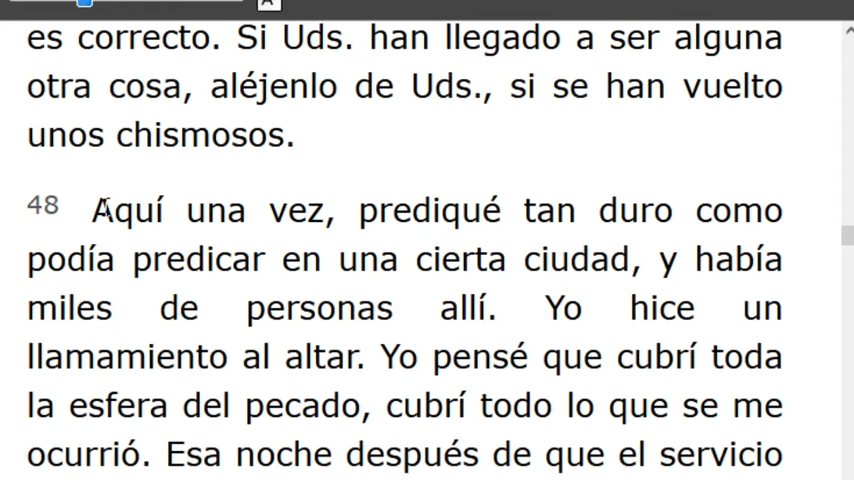 A
es correcto. Si Uds. han llegado a ser alguna
otra cosa, aléjenlo de Uds., si se han vuelto
unos chismosos.
48 Aquí una vez, prediqué tan duro como
podía predicar en una cierta ciudad, y había
miles de personas allí. Yo hice un
llamamiento al altar. Yo pensé que cubrí toda
la esfera del pecado, cubrí todo lo que se me
ocurrió. Esa noche después de que el servicio